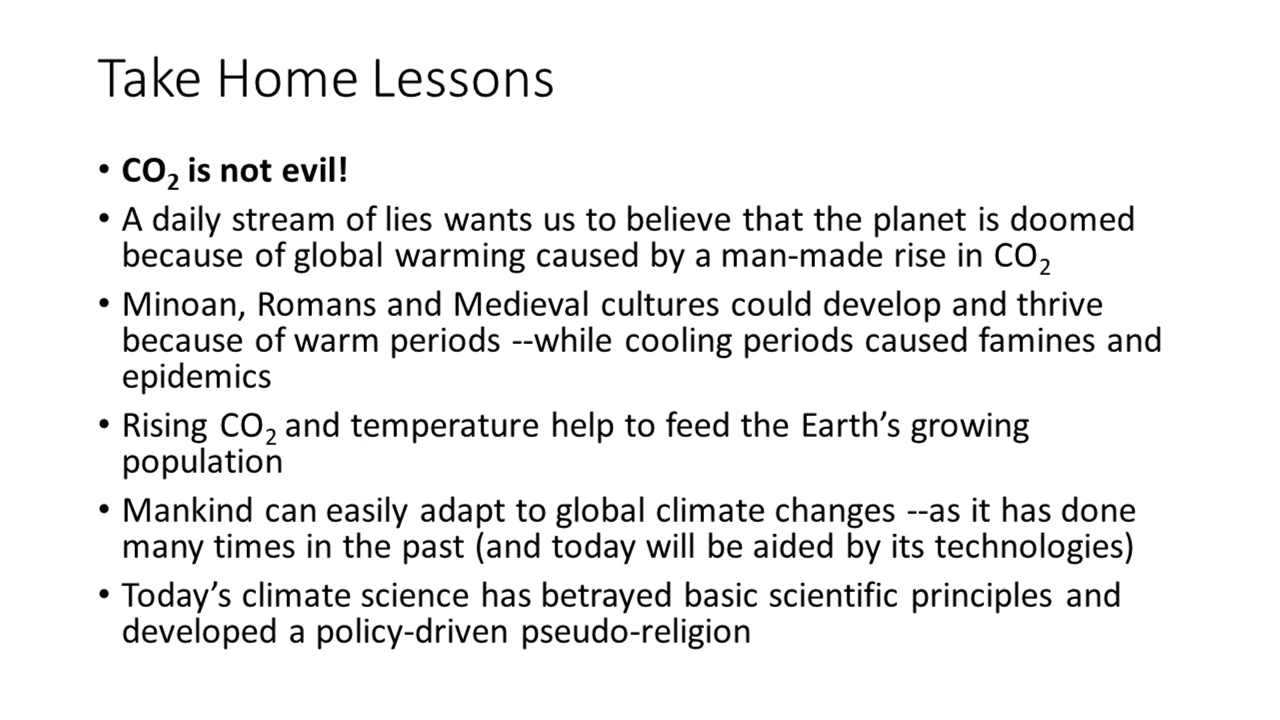 Take Home Lessons
• CO₂ is not evil!
• A daily stream of lies wants us to believe that the planet is doomed
because of global warming caused by a man-made rise in CO₂
• Minoan, Romans and Medieval cultures could develop and thrive
because of warm periods --while cooling periods caused famines and
epidemics
• Rising CO₂ and temperature help to feed the Earth’s growing
population
• Mankind can easily adapt to global climate changes --as it has done
many times in the past (and today will be aided by its technologies)
• Today’s climate science has betrayed basic scientific principles and
developed a policy-driven pseudo-religion